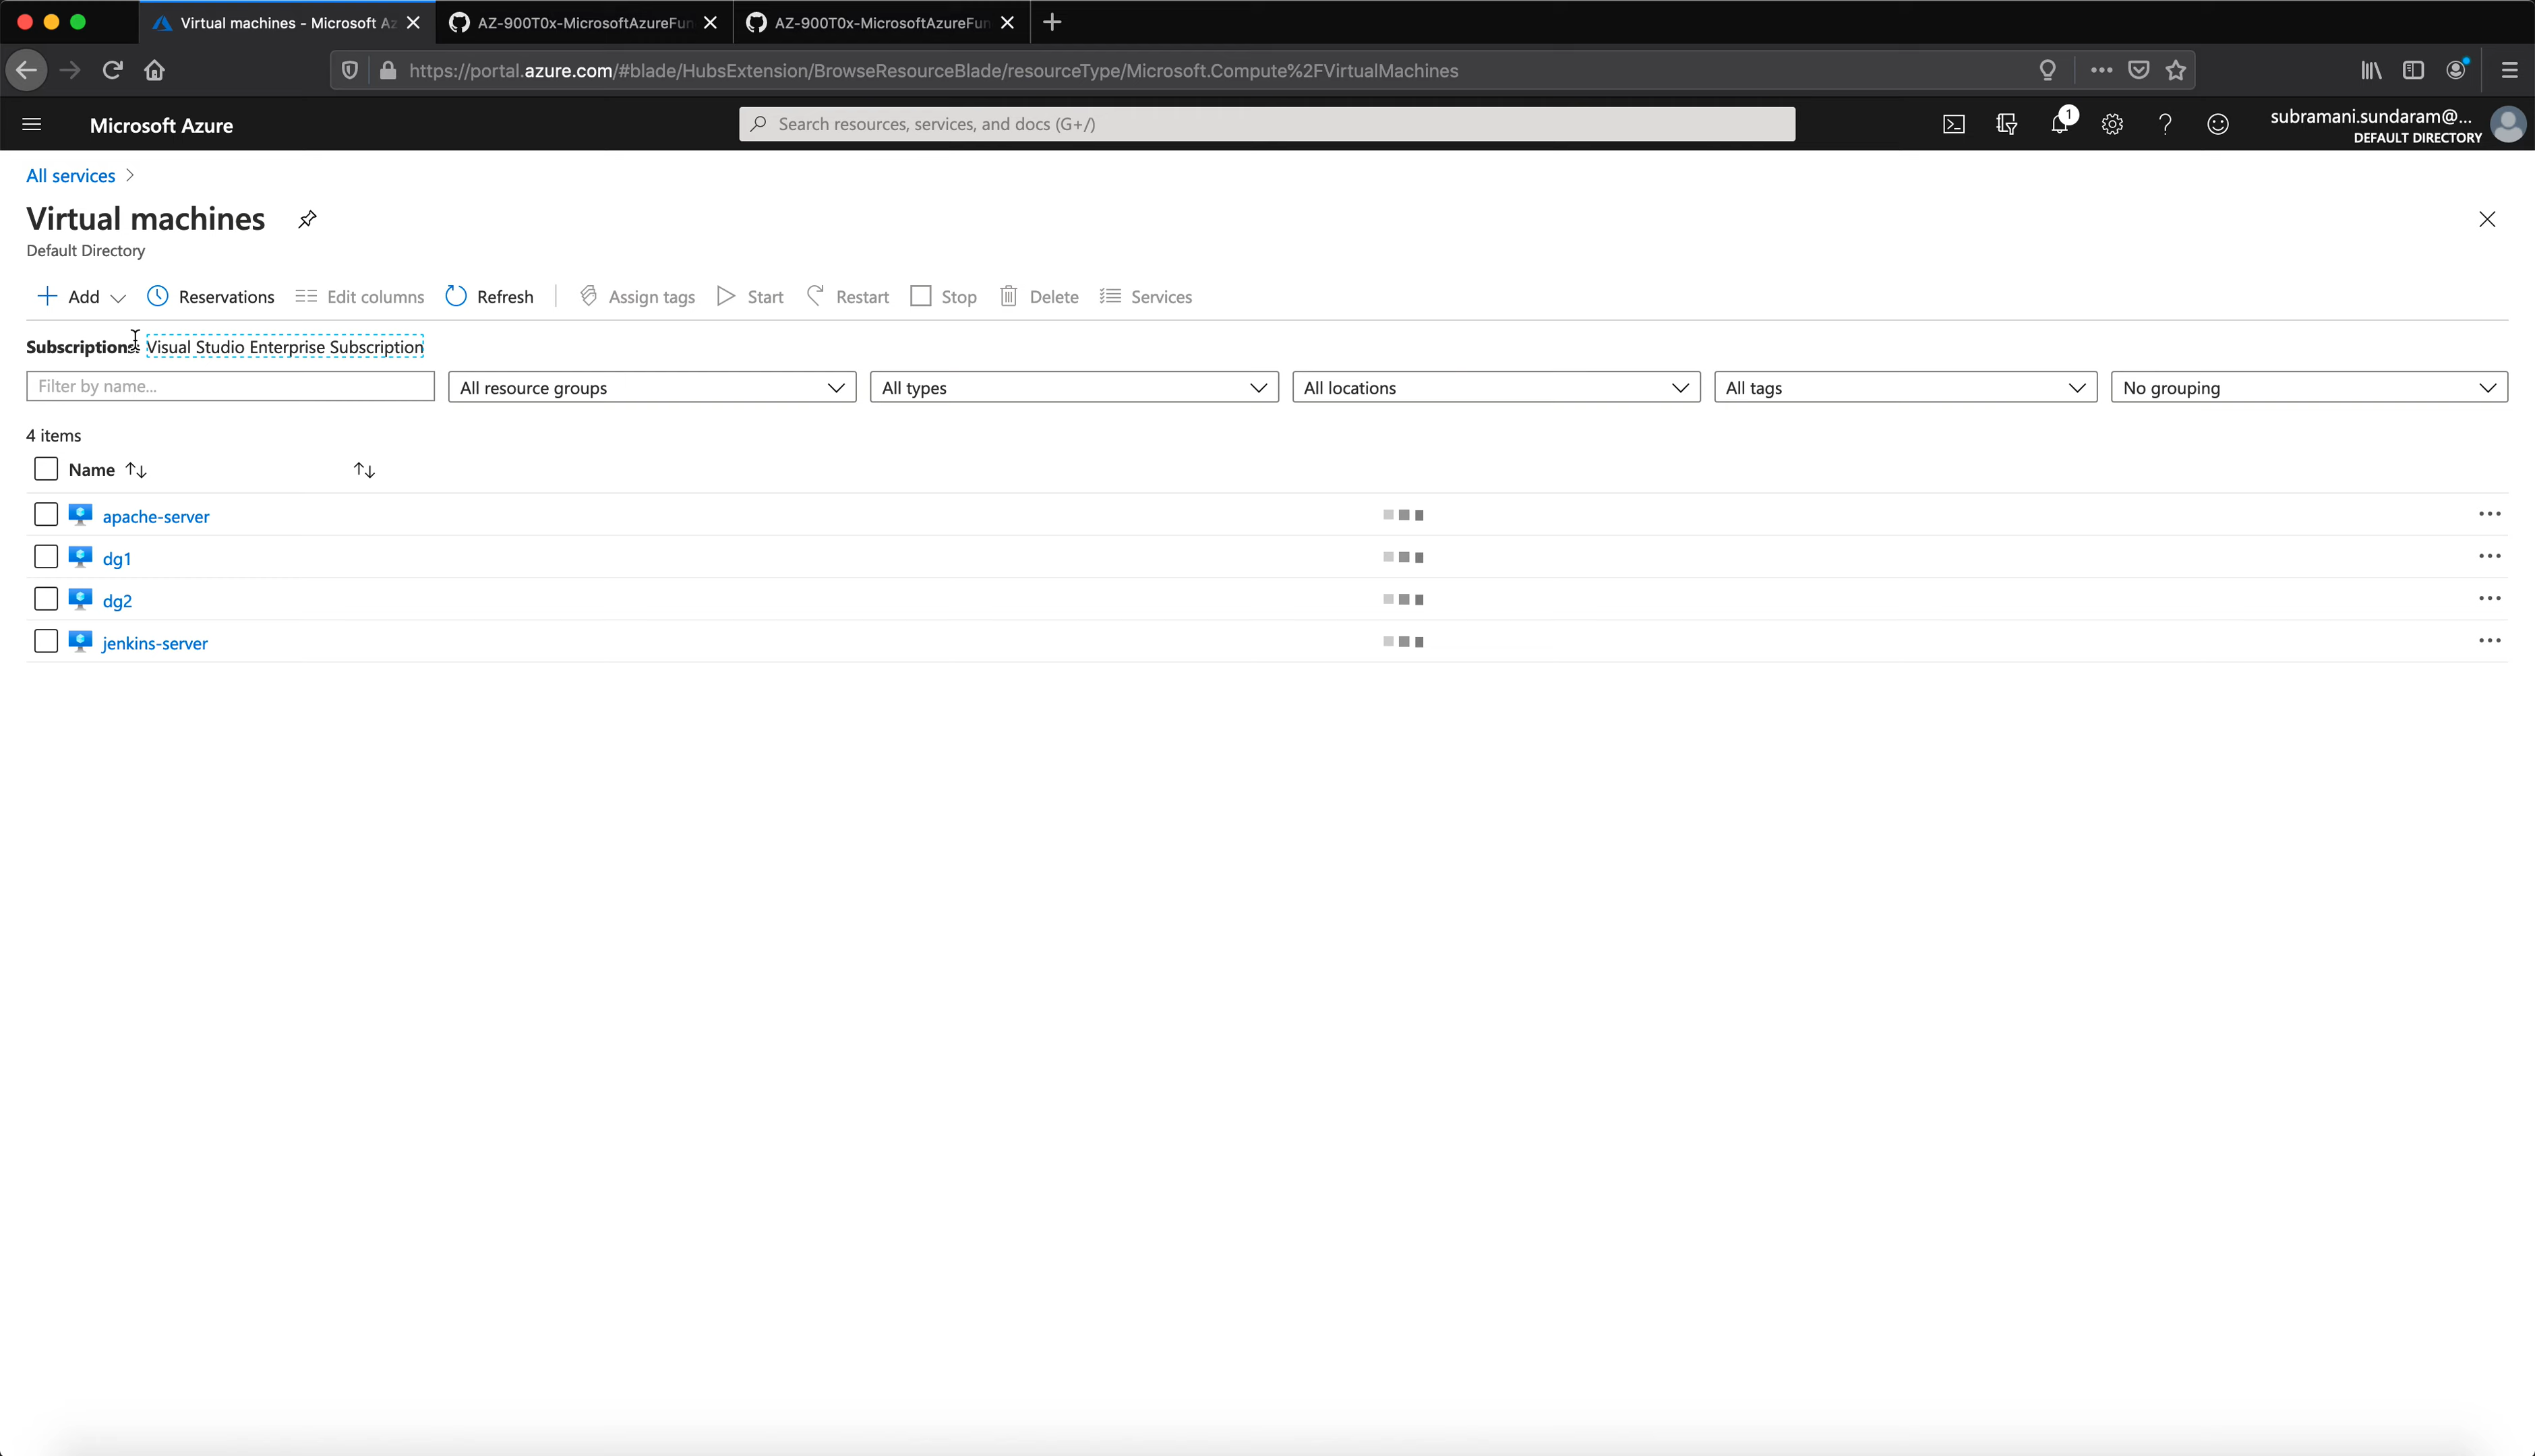 Virtual machines - Microsoft Az
AZ-900T0x-MicrosoftAzureFun
AZ-900T0x-MicrosoftAzureFun
https://portal.azure.com/#blade/HubsExtension/BrowseResourceBlade/resourceType/Microsoft.Compute%2FVirtualMachines
Microsoft Azure
Search resources, services, and docs (G+/)
1
subramani.sundaram@...
DEFAULT DIRECTORY
All services
Virtual machines
Default Directory
Add
Reservations
Edit columns
Refresh
Assign tags
Start
Restart
Stop
Delete
Services
Subscriptions: Visual Studio Enterprise Subscription
Filter by name...
All resource groups
All types
All locations
All tags
No grouping
4 items
Name
apache-server
dg1
dg2
jenkins-server